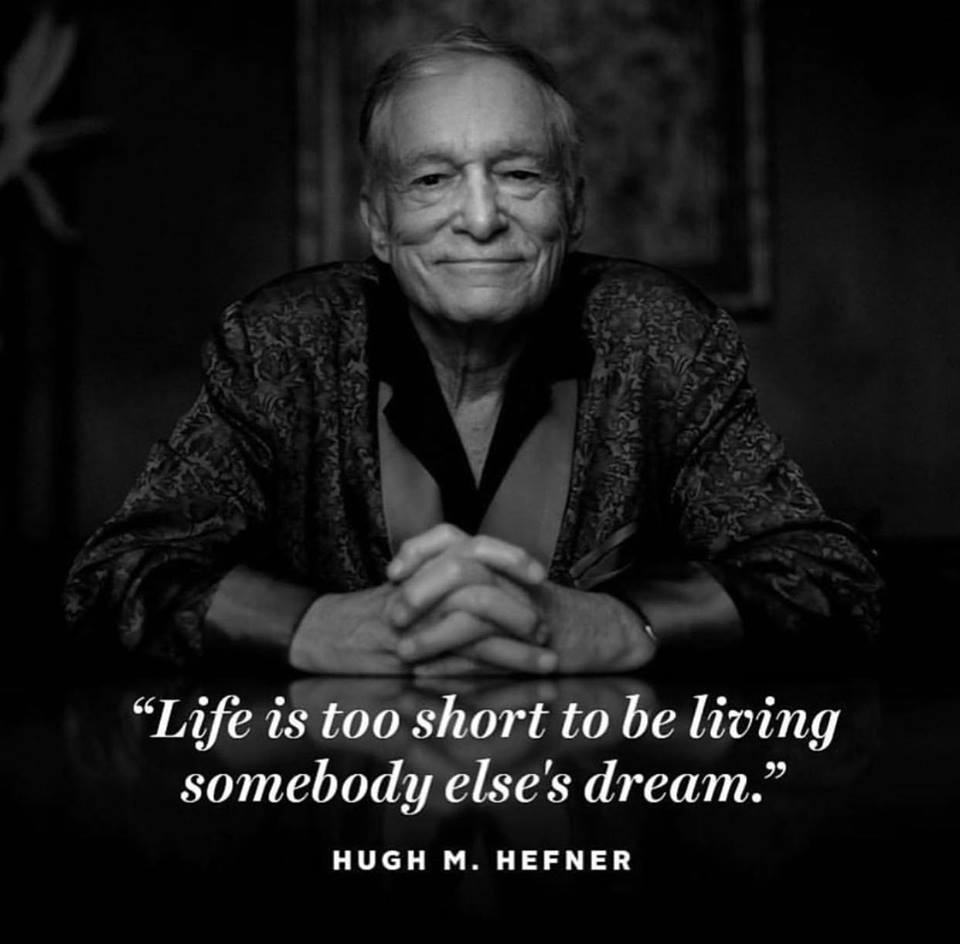 “Life is too short to be living
somebody else's dream.”
HUGH M. HEFNER